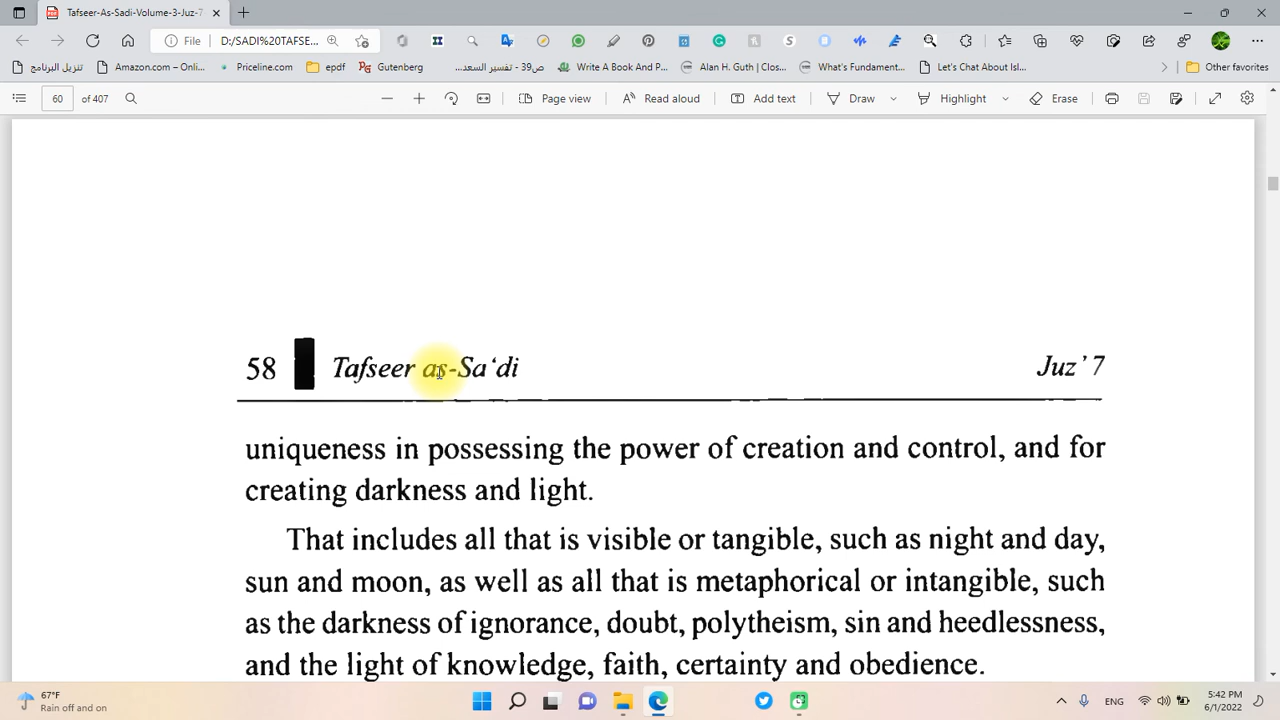 Tafseer-As-Sadi-Volume-3-Juz-7
File D:/SADI%20TAFSE...
تنزيل البرنامج Amazon.com – Onli... Priceline.com epdf Gutenberg ص39 - تفسير السعد... Write A Book And P... Alan H. Guth | Clos... What's Fundament... Let's Chat About Isl... Other favorites
60 of 407 Page view Read aloud Add text Draw Highlight Erase
58 Tafseer as-Sa‘di Juz’ 7
uniqueness in possessing the power of creation and control, and for
creating darkness and light.
That includes all that is visible or tangible, such as night and day,
sun and moon, as well as all that is metaphorical or intangible, such
as the darkness of ignorance, doubt, polytheism, sin and heedlessness,
and the light of knowledge, faith, certainty and obedience.
67°F
Rain off and on
ENG
5:42 PM
6/1/2022